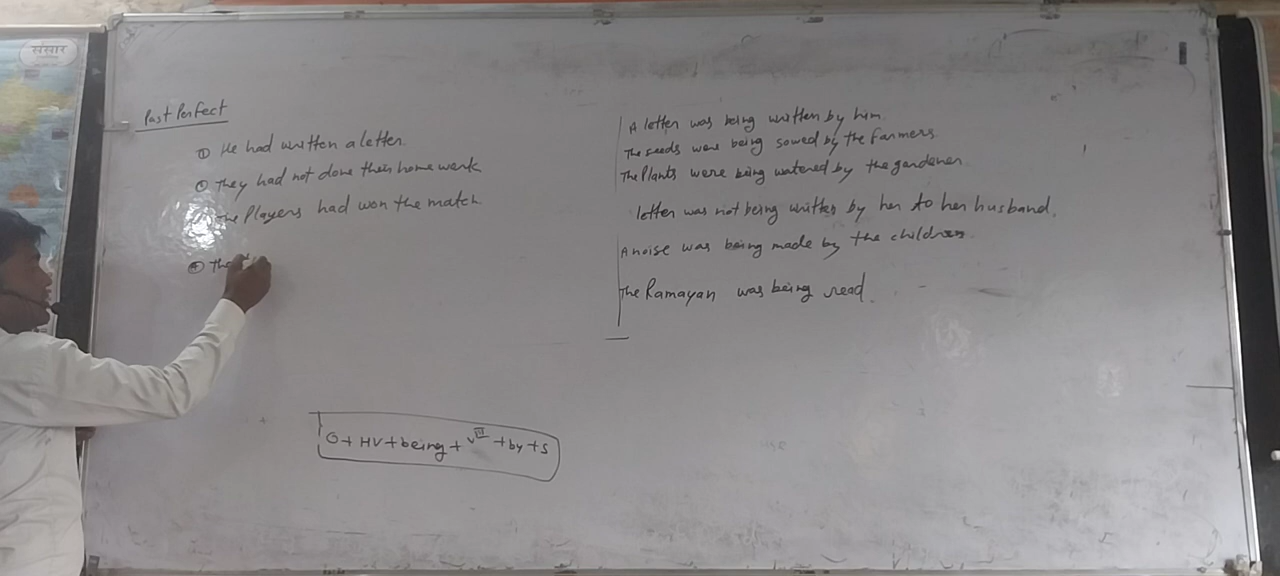 संसार
Past Perfect
① He had written a letter.
② They had not done their home work
The Players had won the match.
④ The
A letter was being written by him.
The seeds were being sowed by the farmers.
The Plants were being watered by the gardener
letter was not being written by her to her husband.
A noise was being made by the children.
The Ramayan was being read.
O + HV + being + V III + by + S